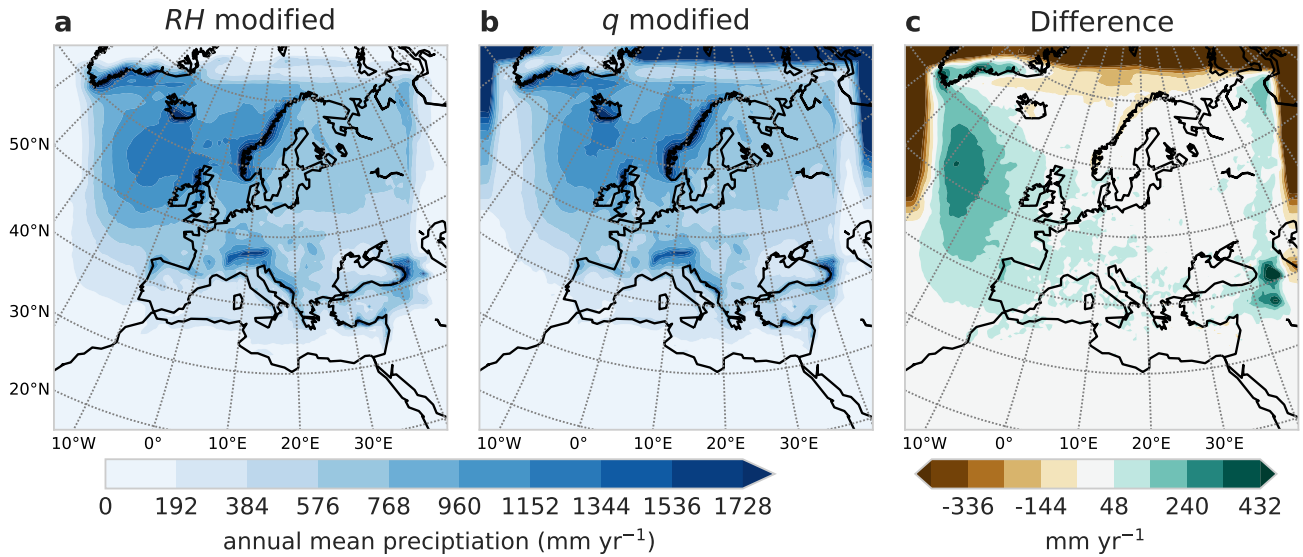 a RH modified
b q modified
c Difference
50°N
40°N
30°N
20°N
10°W 0° 10°E 20°E 30°E
10°W 0° 10°E 20°E 30°E
10°W 0° 10°E 20°E 30°E
0 192 384 576 768 960 1152 1344 1536 1728
annual mean preciptiation (mm yr⁻¹)
-336 -144 48 240 432
mm yr⁻¹